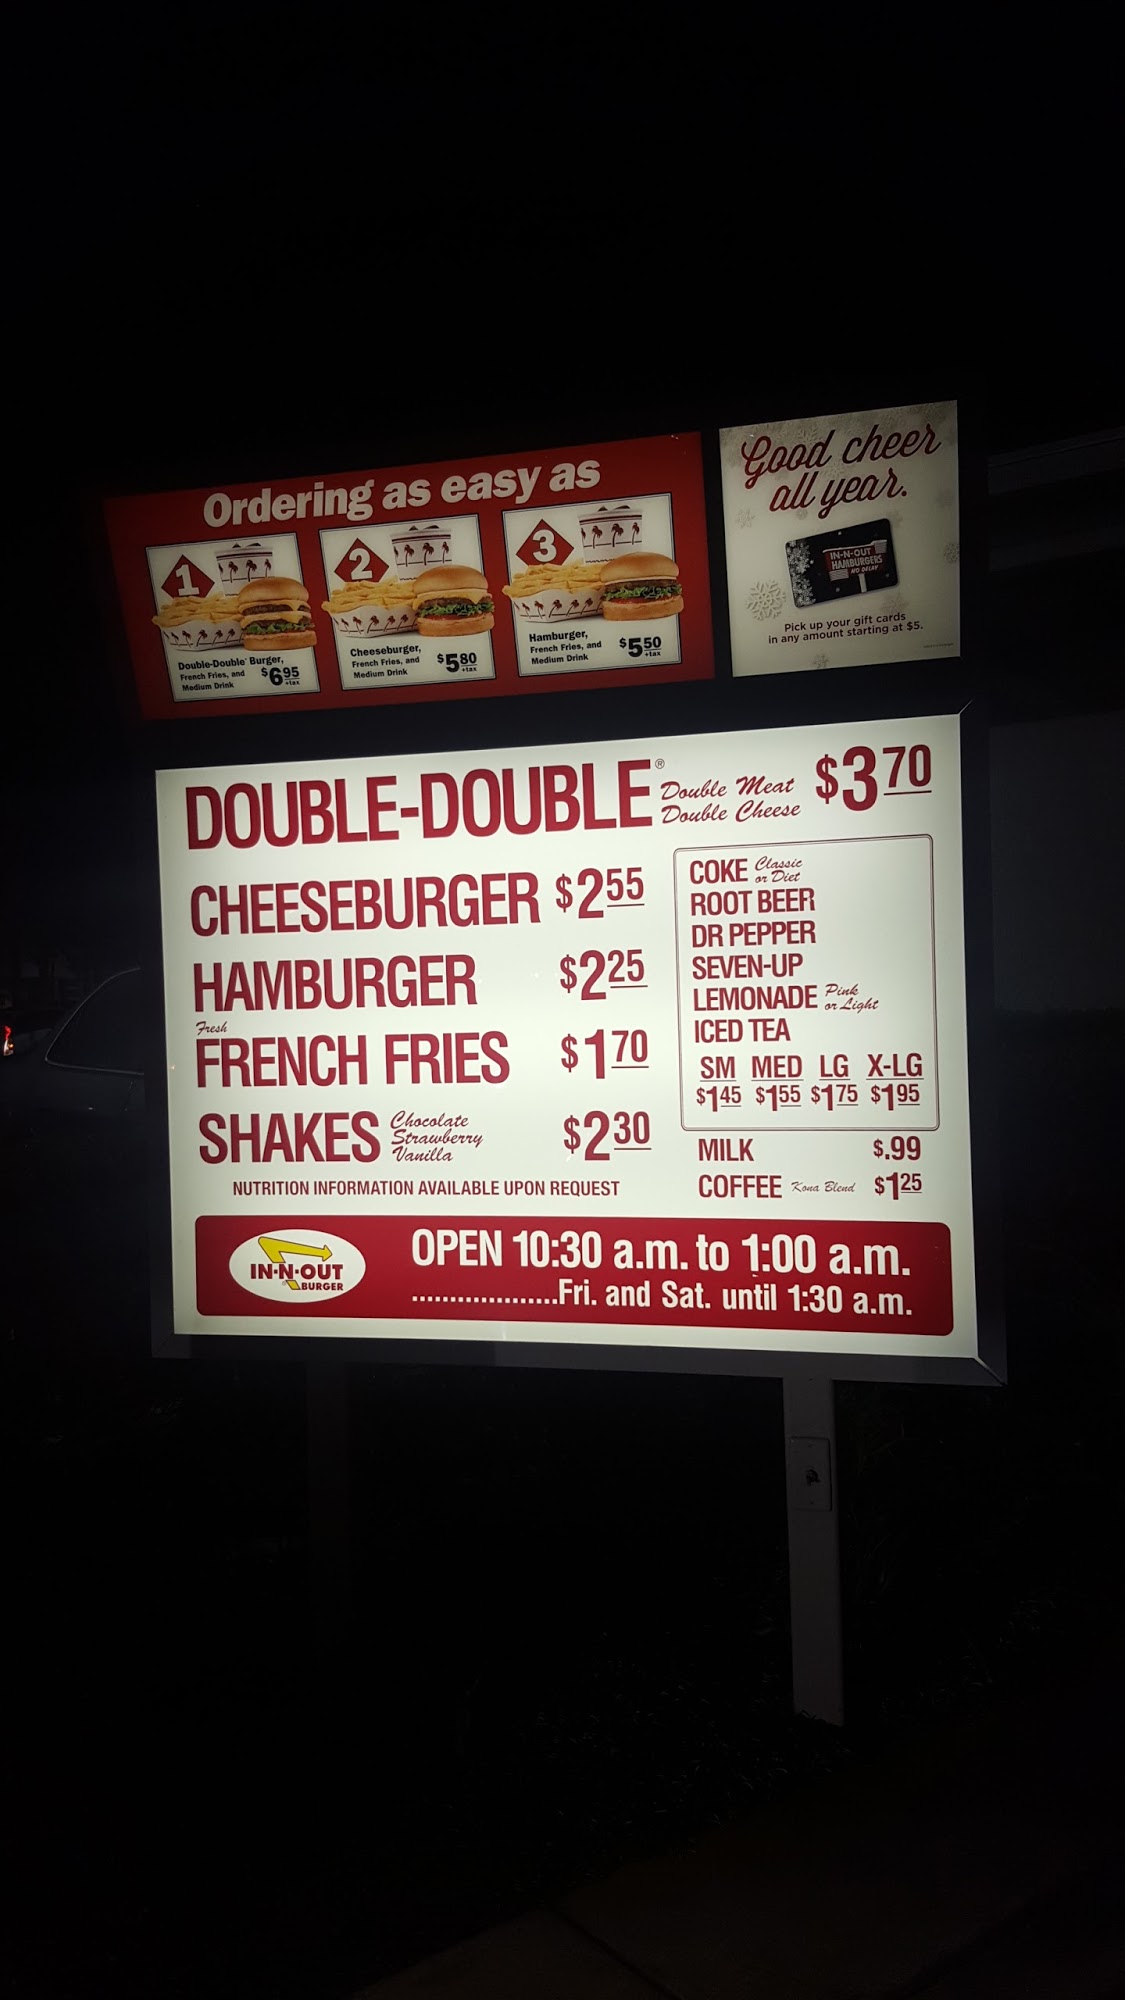 Ordering as easy as
1
Double-Double® Burger,
French Fries, and
Medium Drink
$6.95
+tax
2
Cheeseburger,
French Fries, and
Medium Drink
$5.80
+tax
3
Hamburger,
French Fries, and
Medium Drink
$5.50
+tax
Good cheer
all year.
IN-N-OUT
HAMBURGERS
NO DELAY
Pick up your gift cards
in any amount starting at $5.
DOUBLE-DOUBLE® Double Meat Double Cheese $3 70
CHEESEBURGER $2 55
HAMBURGER $2 25
Fresh
FRENCH FRIES $1 70
SHAKES Chocolate Strawberry Vanilla $2 30
NUTRITION INFORMATION AVAILABLE UPON REQUEST
COKE Classic or Diet
ROOT BEER
DR PEPPER
SEVEN-UP
LEMONADE Pink or Light
ICED TEA
SM MED LG X-LG
$1 45 $1 55 $1 75 $1 95
MILK $.99
COFFEE Kona Blend $1 25
IN-N-OUT
BURGER
OPEN 10:30 a.m. to 1:00 a.m.
...................Fri. and Sat. until 1:30 a.m.